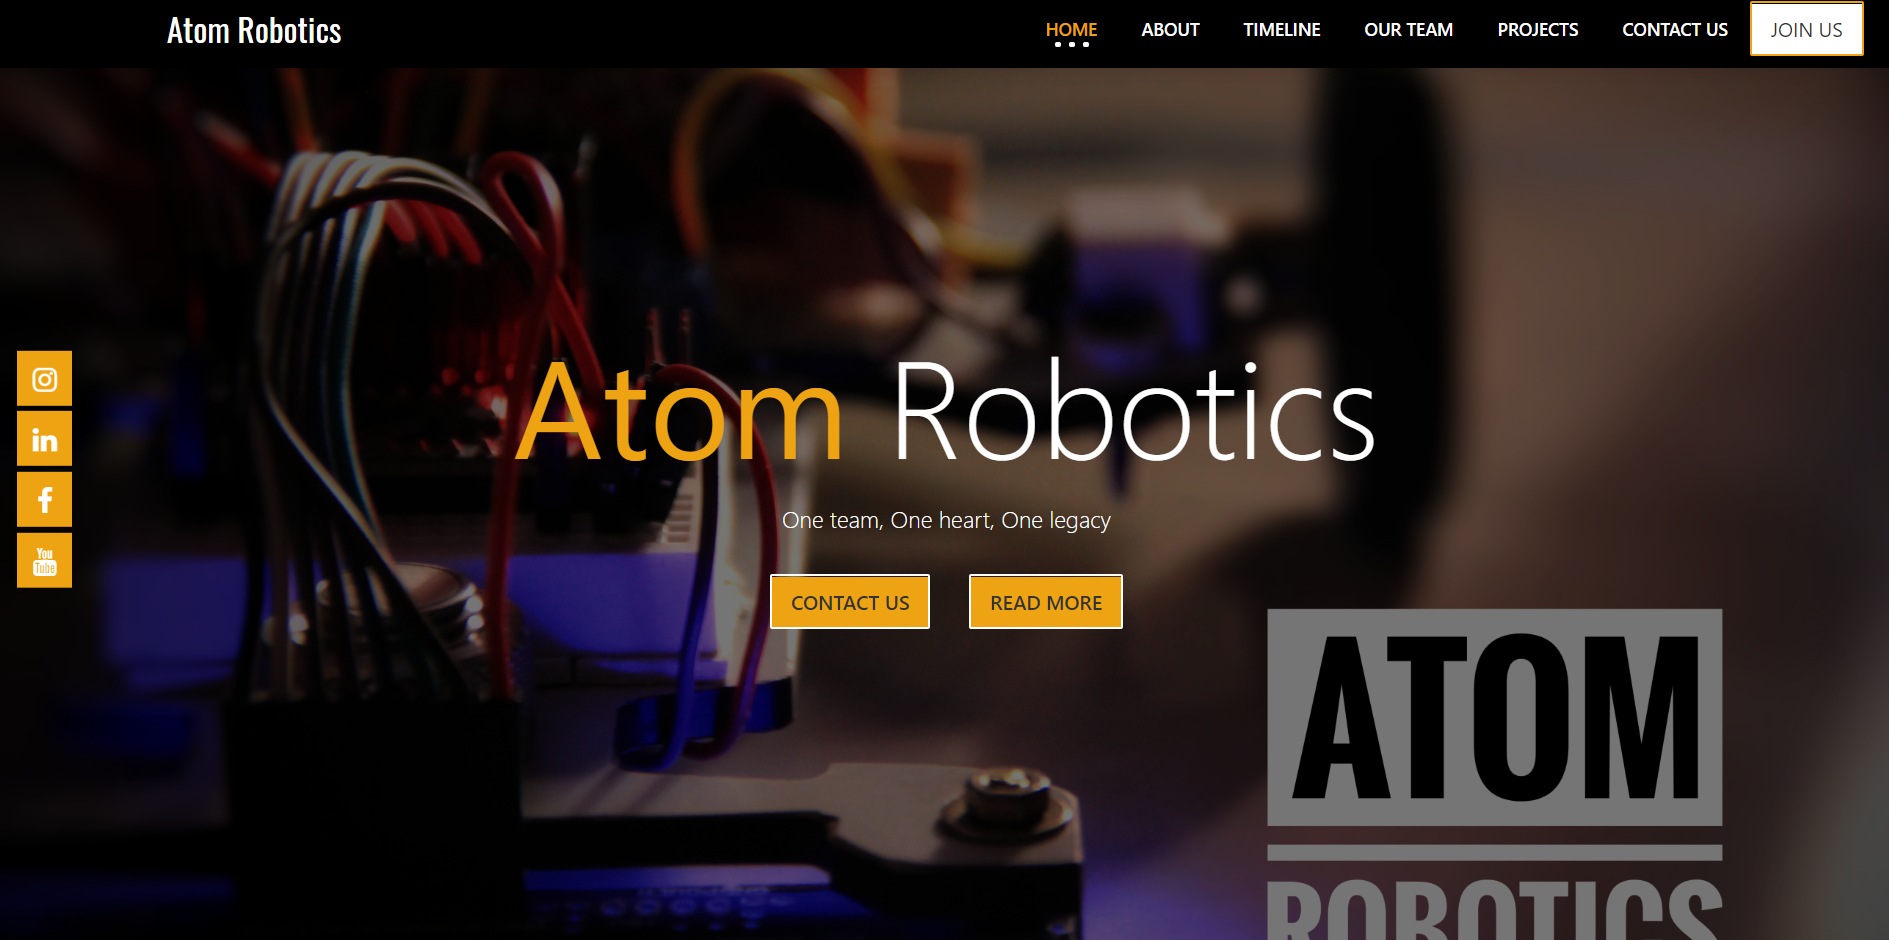 Atom Robotics
HOME ABOUT TIMELINE OUR TEAM PROJECTS CONTACT US JOIN US
Atom Robotics
One team, One heart, One legacy
CONTACT US READ MORE
You
Tube
ATOM
ROBOTICS